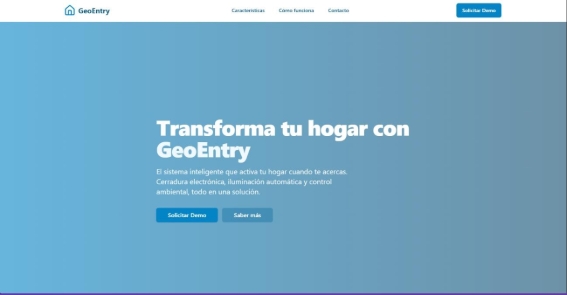 GeoEntry
Características
Cómo funciona
Contacto
Solicitar Demo
Transforma tu hogar con
GeoEntry
El sistema inteligente que activa tu hogar cuando te acercas.
Cerradura electrónica, iluminación automática y control
ambiental, todo en una solución.
Solicitar Demo
Saber más